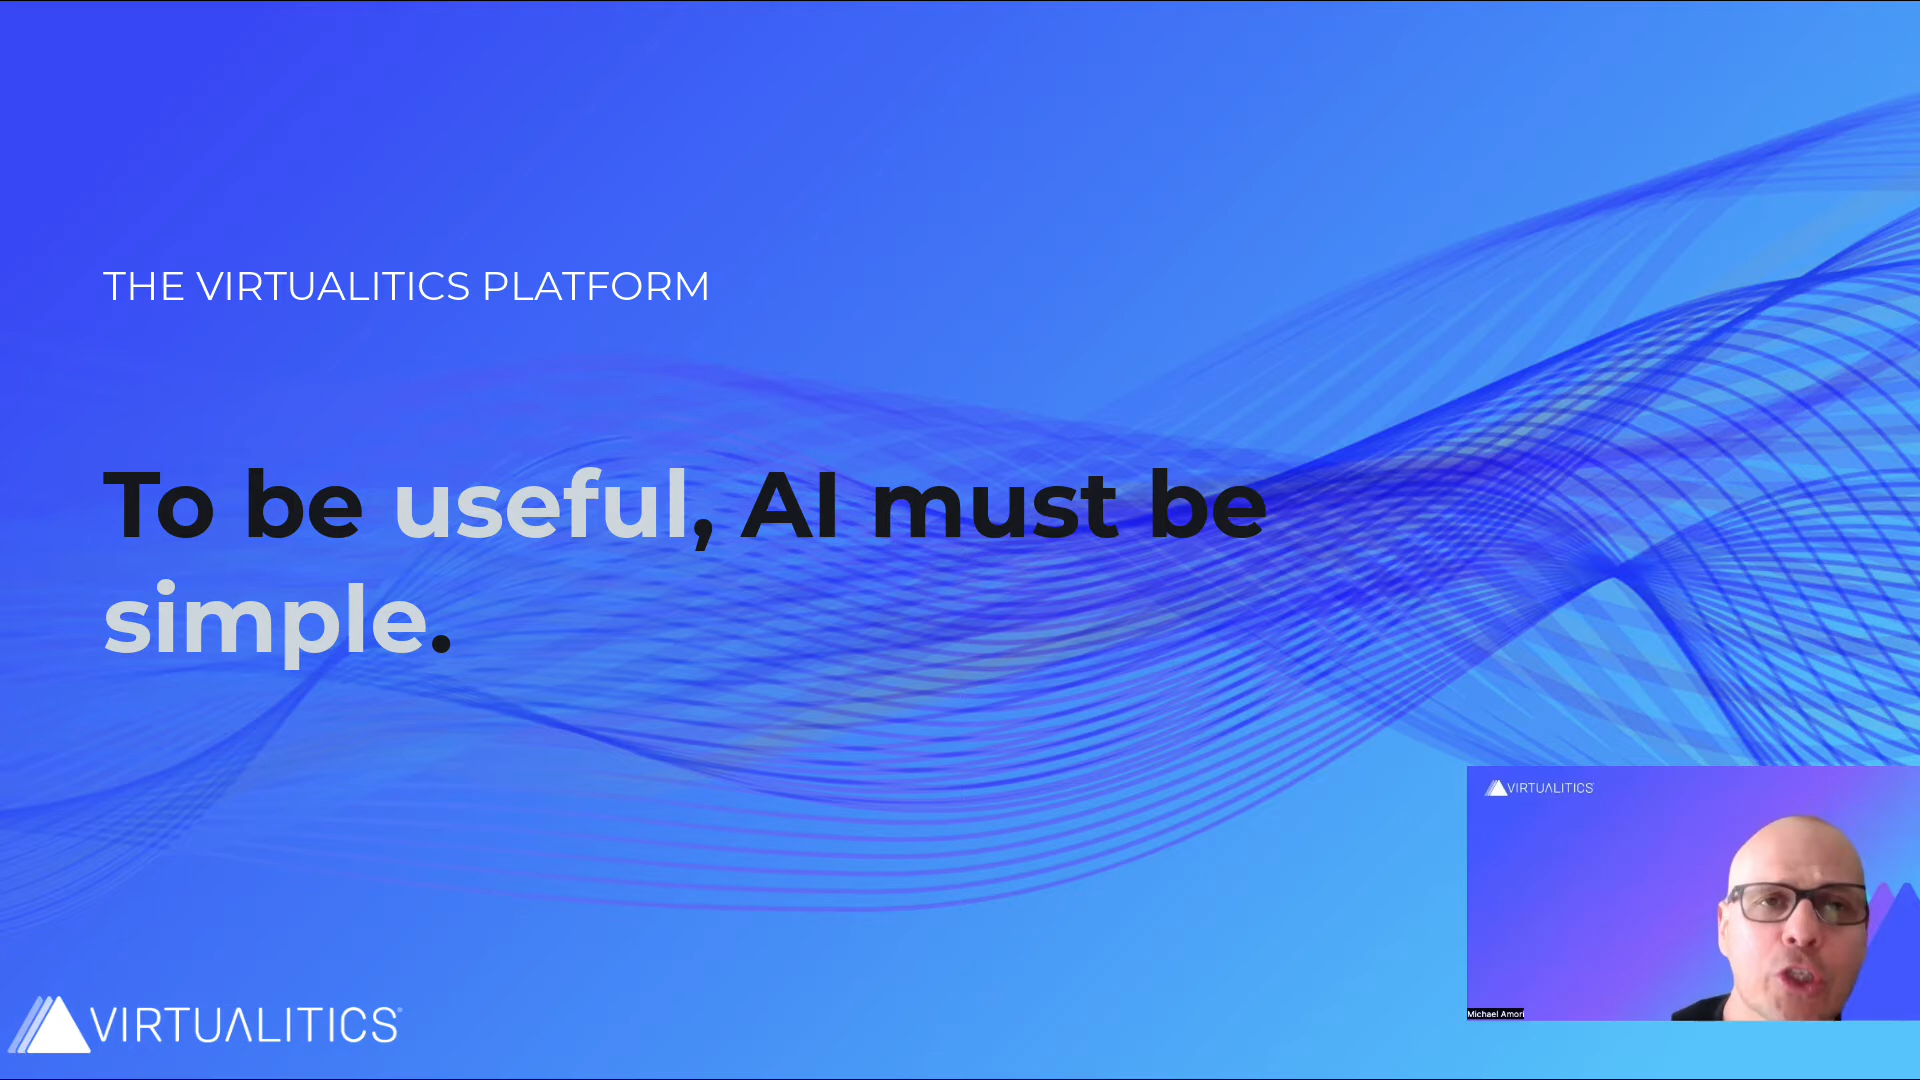 THE VIRTUALITICS PLATFORM
To be useful, AI must be
simple.
VIRTUALITICS
VIRTUALITICS
Michael Amori